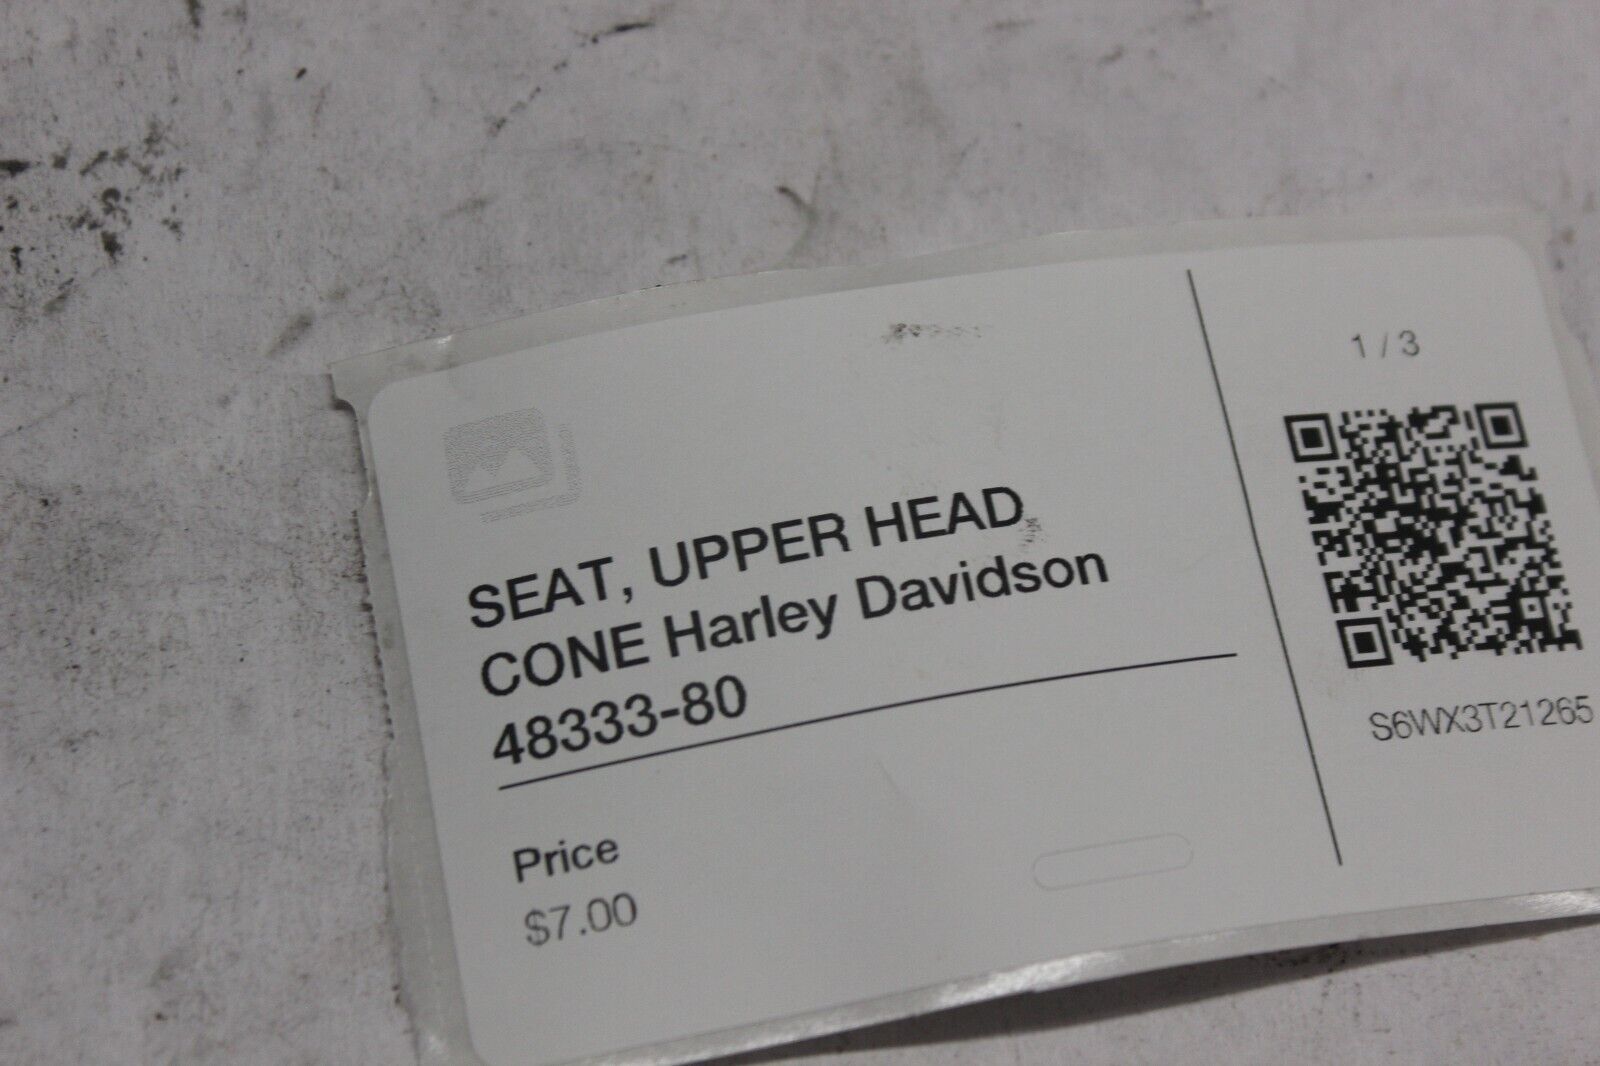 SEAT, UPPER HEAD
CONE Harley Davidson
48333-80
Price
$7.00
1 / 3
S6WX3T21265